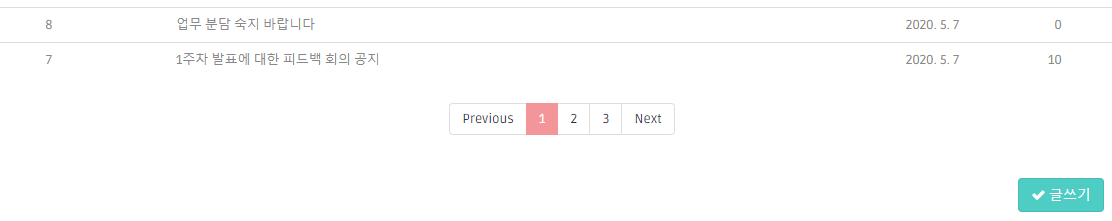 8 업무 분담 숙지 바랍니다 2020. 5. 7 0
7 1주차 발표에 대한 피드백 회의 공지 2020. 5. 7 10
Previous 1 2 3 Next
글쓰기